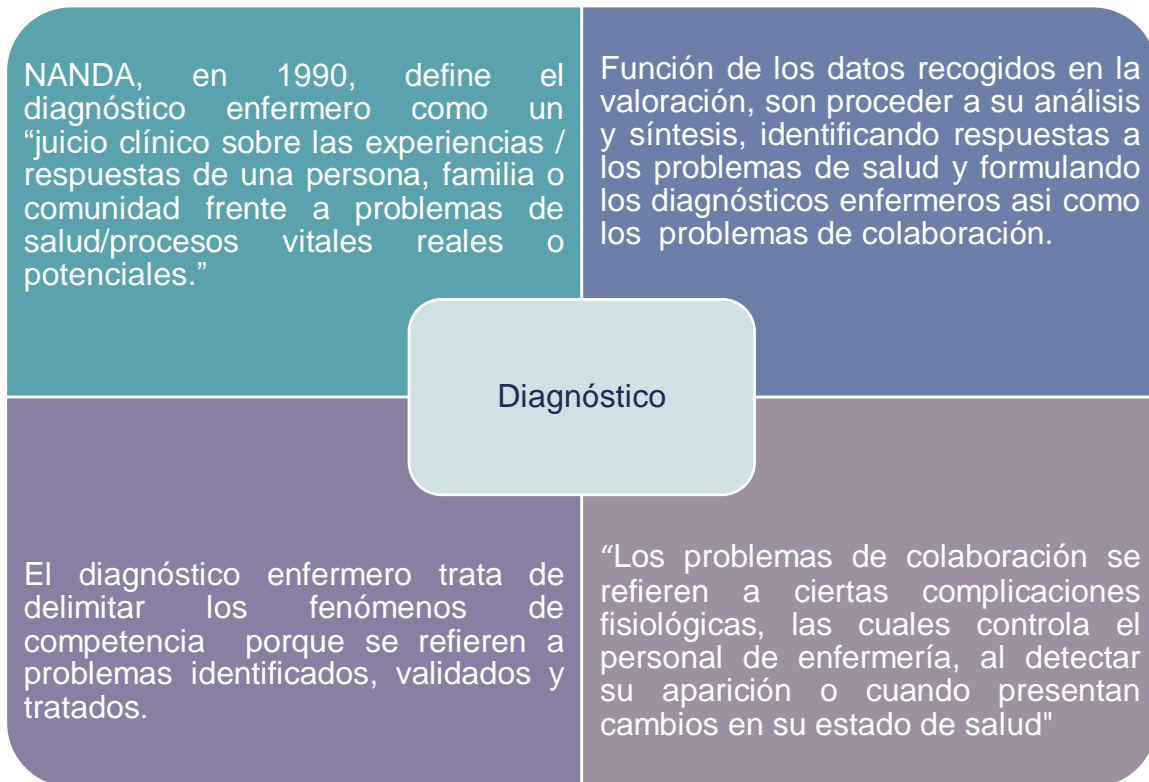 NANDA, en 1990, define el
diagnóstico enfermero como un
“juicio clínico sobre las experiencias /
respuestas de una persona, familia o
comunidad frente a problemas de
salud/procesos vitales reales o
potenciales.”
Función de los datos recogidos en la
valoración, son proceder a su análisis
y síntesis, identificando respuestas a
los problemas de salud y formulando
los diagnósticos enfermeros asi como
los problemas de colaboración.
Diagnóstico
El diagnóstico enfermero trata de
delimitar los fenómenos de
competencia porque se refieren a
problemas identificados, validados y
tratados.
“Los problemas de colaboración se
refieren a ciertas complicaciones
fisiológicas, las cuales controla el
personal de enfermería, al detectar
su aparición o cuando presentan
cambios en su estado de salud"